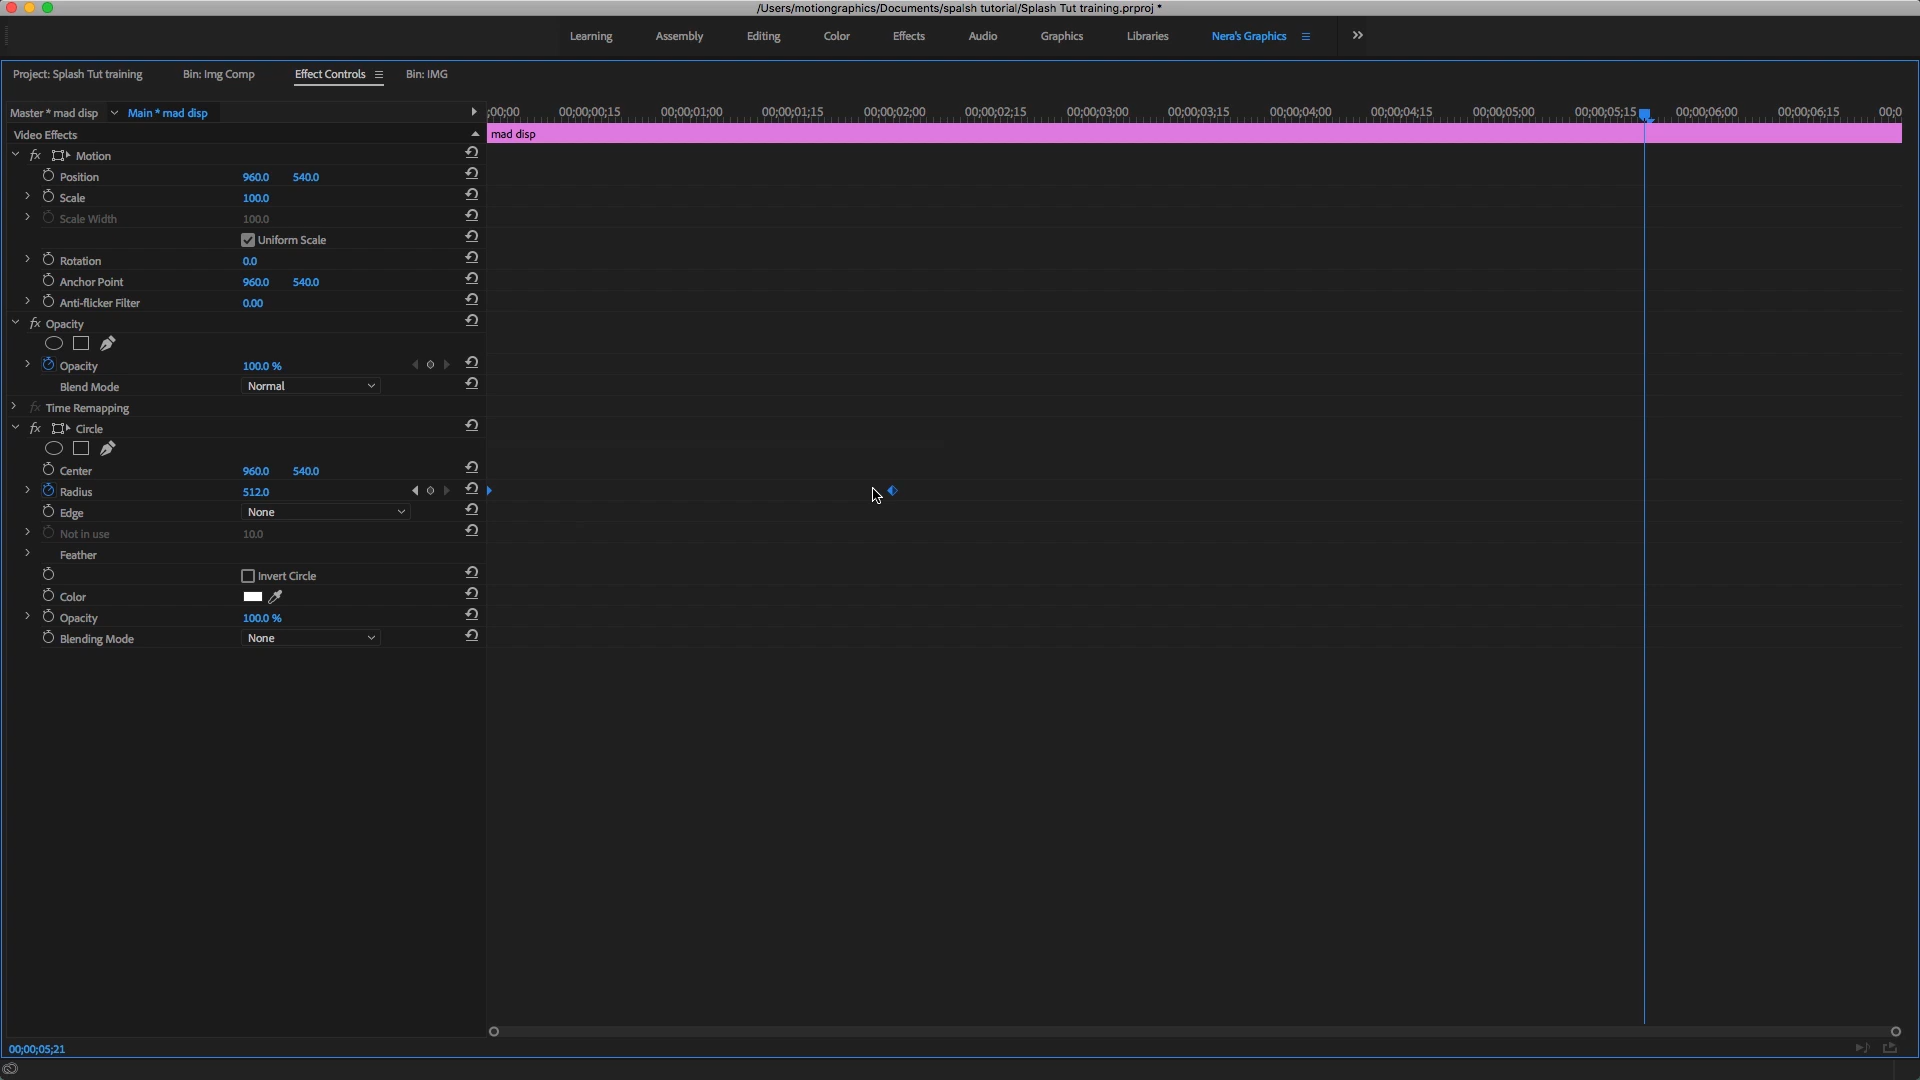 /Users/motiongraphics/Documents/spalsh tutorial/Splash Tut training.prproj *
Learning Assembly Editing Color Effects Audio Graphics Libraries Nera's Graphics
Project: Splash Tut training Bin: Img Comp Effect Controls Bin: IMG
Master * mad disp Main * mad disp ;00;00 00;00;00;15 00;00;01;00 00;00;01;15 00;00;02;00 00;00;02;15 00;00;03;00 00;00;03;15 00;00;04;00 00;00;04;15 00;00;05;00 00;00;05;15 00;00;06;00 00;00;06;15 00;0
Video Effects mad disp
fx Motion
Position 960.0 540.0
Scale 100.0
Scale Width 100.0
Uniform Scale
Rotation 0.0
Anchor Point 960.0 540.0
Anti-flicker Filter 0.00
fx Opacity
Opacity 100.0 %
Blend Mode Normal
fx Time Remapping
fx Circle
Center 960.0 540.0
Radius 512.0
Edge None
Not in use 10.0
Feather
Invert Circle
Color
Opacity 100.0 %
Blending Mode None
00;00;05;21